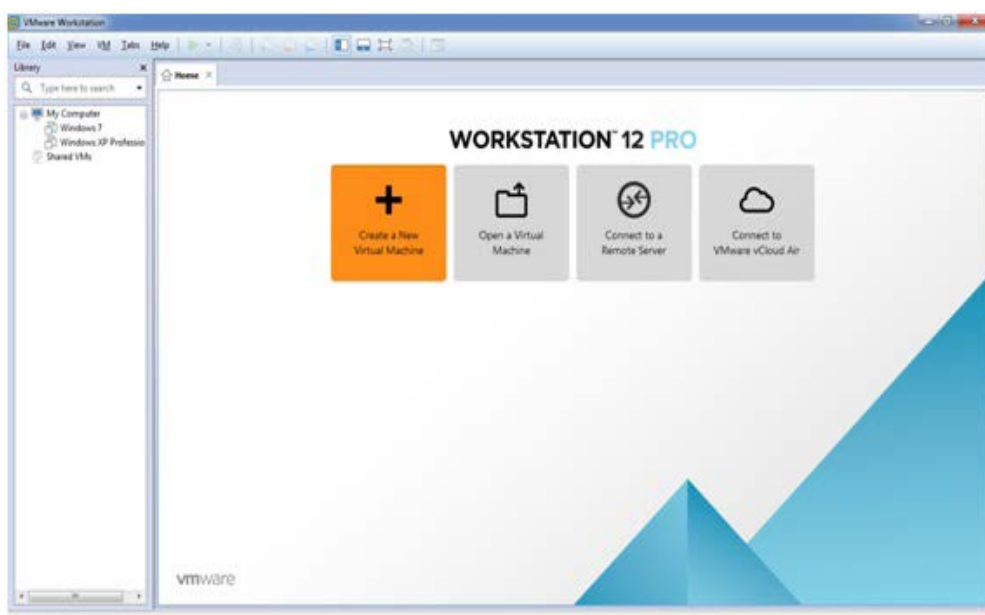 VMware Workstation
File Edit View VM Tabs Help
Library
Home
Type here to search
My Computer
Windows 7
Windows XP Professio
Shared VMs
WORKSTATION™ 12 PRO
Create a New
Virtual Machine
Open a Virtual
Machine
Connect to a
Remote Server
Connect to
VMware vCloud Air
vmware